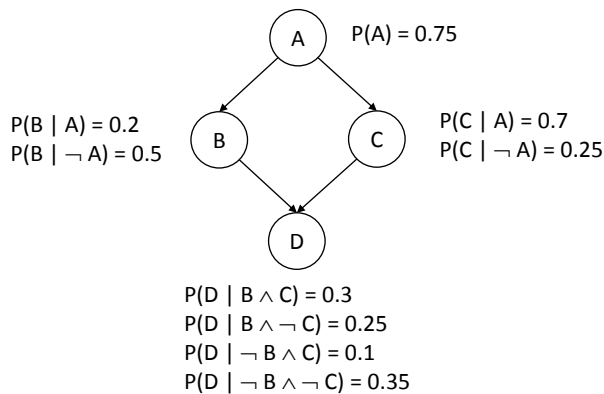 A
P(A) = 0.75
P(B | A) = 0.2
P(B | ¬ A) = 0.5
B
C
P(C | A) = 0.7
P(C | ¬ A) = 0.25
D
P(D | B ∧ C) = 0.3
P(D | B ∧ ¬ C) = 0.25
P(D | ¬ B ∧ C) = 0.1
P(D | ¬ B ∧ ¬ C) = 0.35